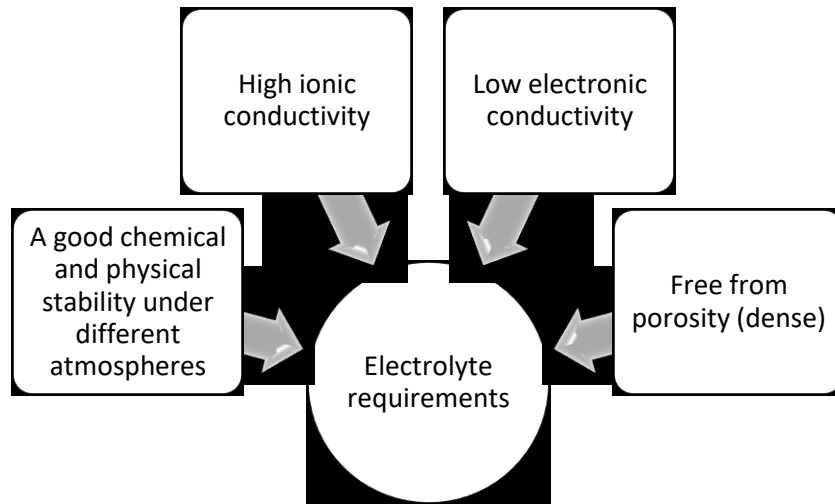 High ionic
conductivity
Low electronic
conductivity
A good chemical
and physical
stability under
different
atmospheres
Free from
porosity (dense)
Electrolyte
requirements